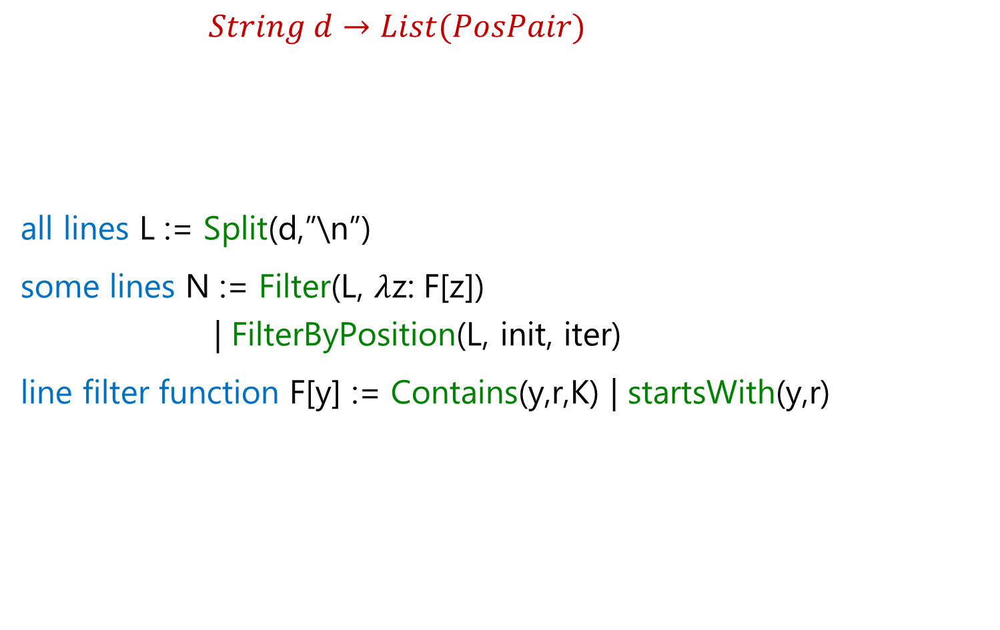 String d → List(PosPair)
all lines L := Split(d,"\n")
some lines N := Filter(L, λz: F[z])
| FilterByPosition(L, init, iter)
line filter function F[y] := Contains(y,r,K) | startsWith(y,r)